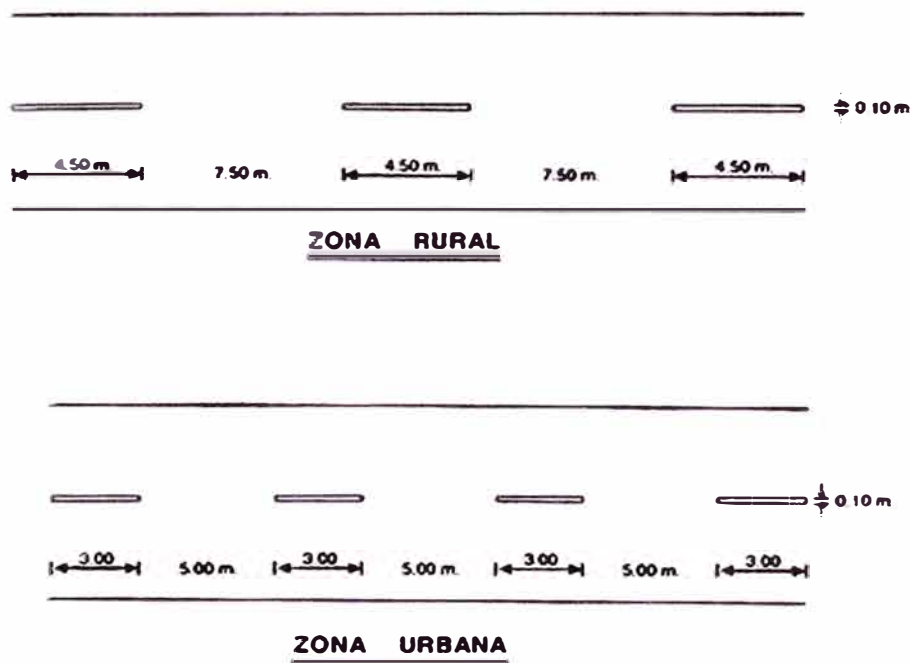 0.10 m
4.50 m. 7.50 m. 4.50 m. 7.50 m. 4.50 m.
ZONA RURAL
0.10 m
3.00 5.00 m. 3.00 5.00 m. 3.00 5.00 m. 3.00
ZONA URBANA